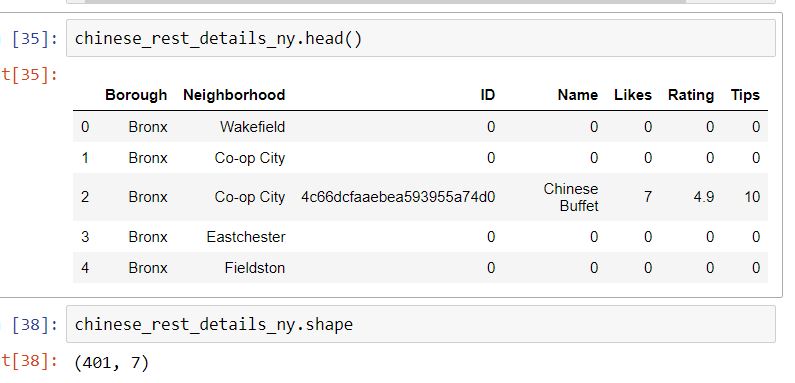 [35]: chinese_rest_details_ny.head()
t[35]:
Borough Neighborhood ID Name Likes Rating Tips
0 Bronx Wakefield 0 0 0 0 0
1 Bronx Co-op City 0 0 0 0 0
2 Bronx Co-op City 4c66dcfaaebea593955a74d0 Chinese Buffet 7 4.9 10
3 Bronx Eastchester 0 0 0 0 0
4 Bronx Fieldston 0 0 0 0 0
[38]: chinese_rest_details_ny.shape
t[38]: (401, 7)